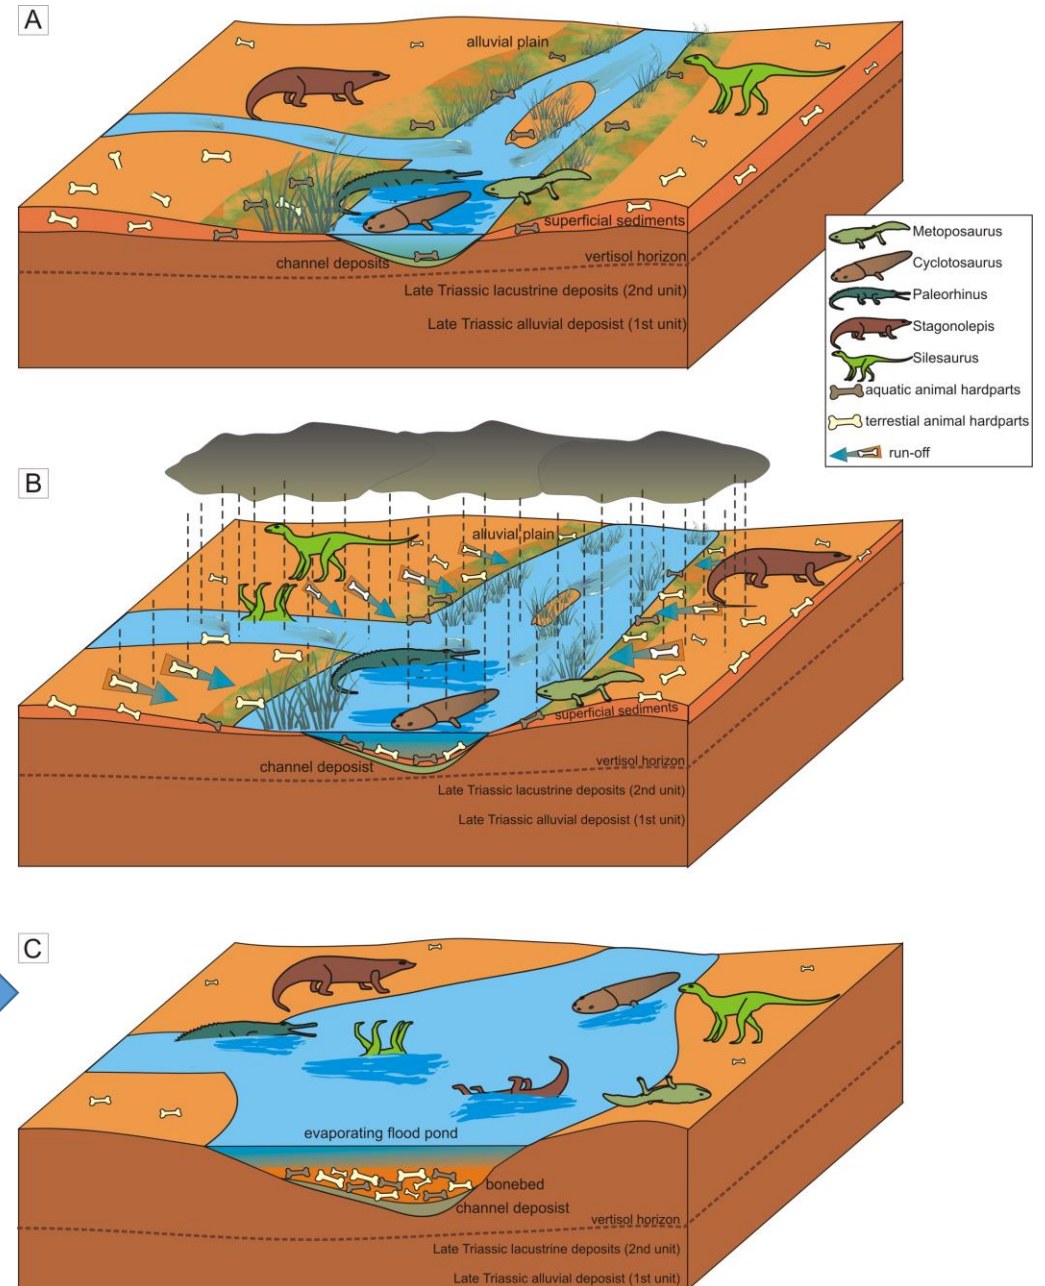 A
alluvial plain
superficial sediments
channel deposits
vertisol horizon
Late Triassic lacustrine deposits (2nd unit)
Late Triassic alluvial deposist (1st unit)
Metoposaurus
Cyclotosaurus
Paleorhinus
Stagonolepis
Silesaurus
aquatic animal hardparts
terrestial animal hardparts
run-off
B
alluvial plain
superficial sediments
channel deposist
vertisol horizon
Late Triassic lacustrine deposits (2nd unit)
Late Triassic alluvial deposist (1st unit)
C
evaporating flood pond
bonebed
channel deposist
vertisol horizon
Late Triassic lacustrine deposits (2nd unit)
Late Triassic alluvial deposist (1st unit)